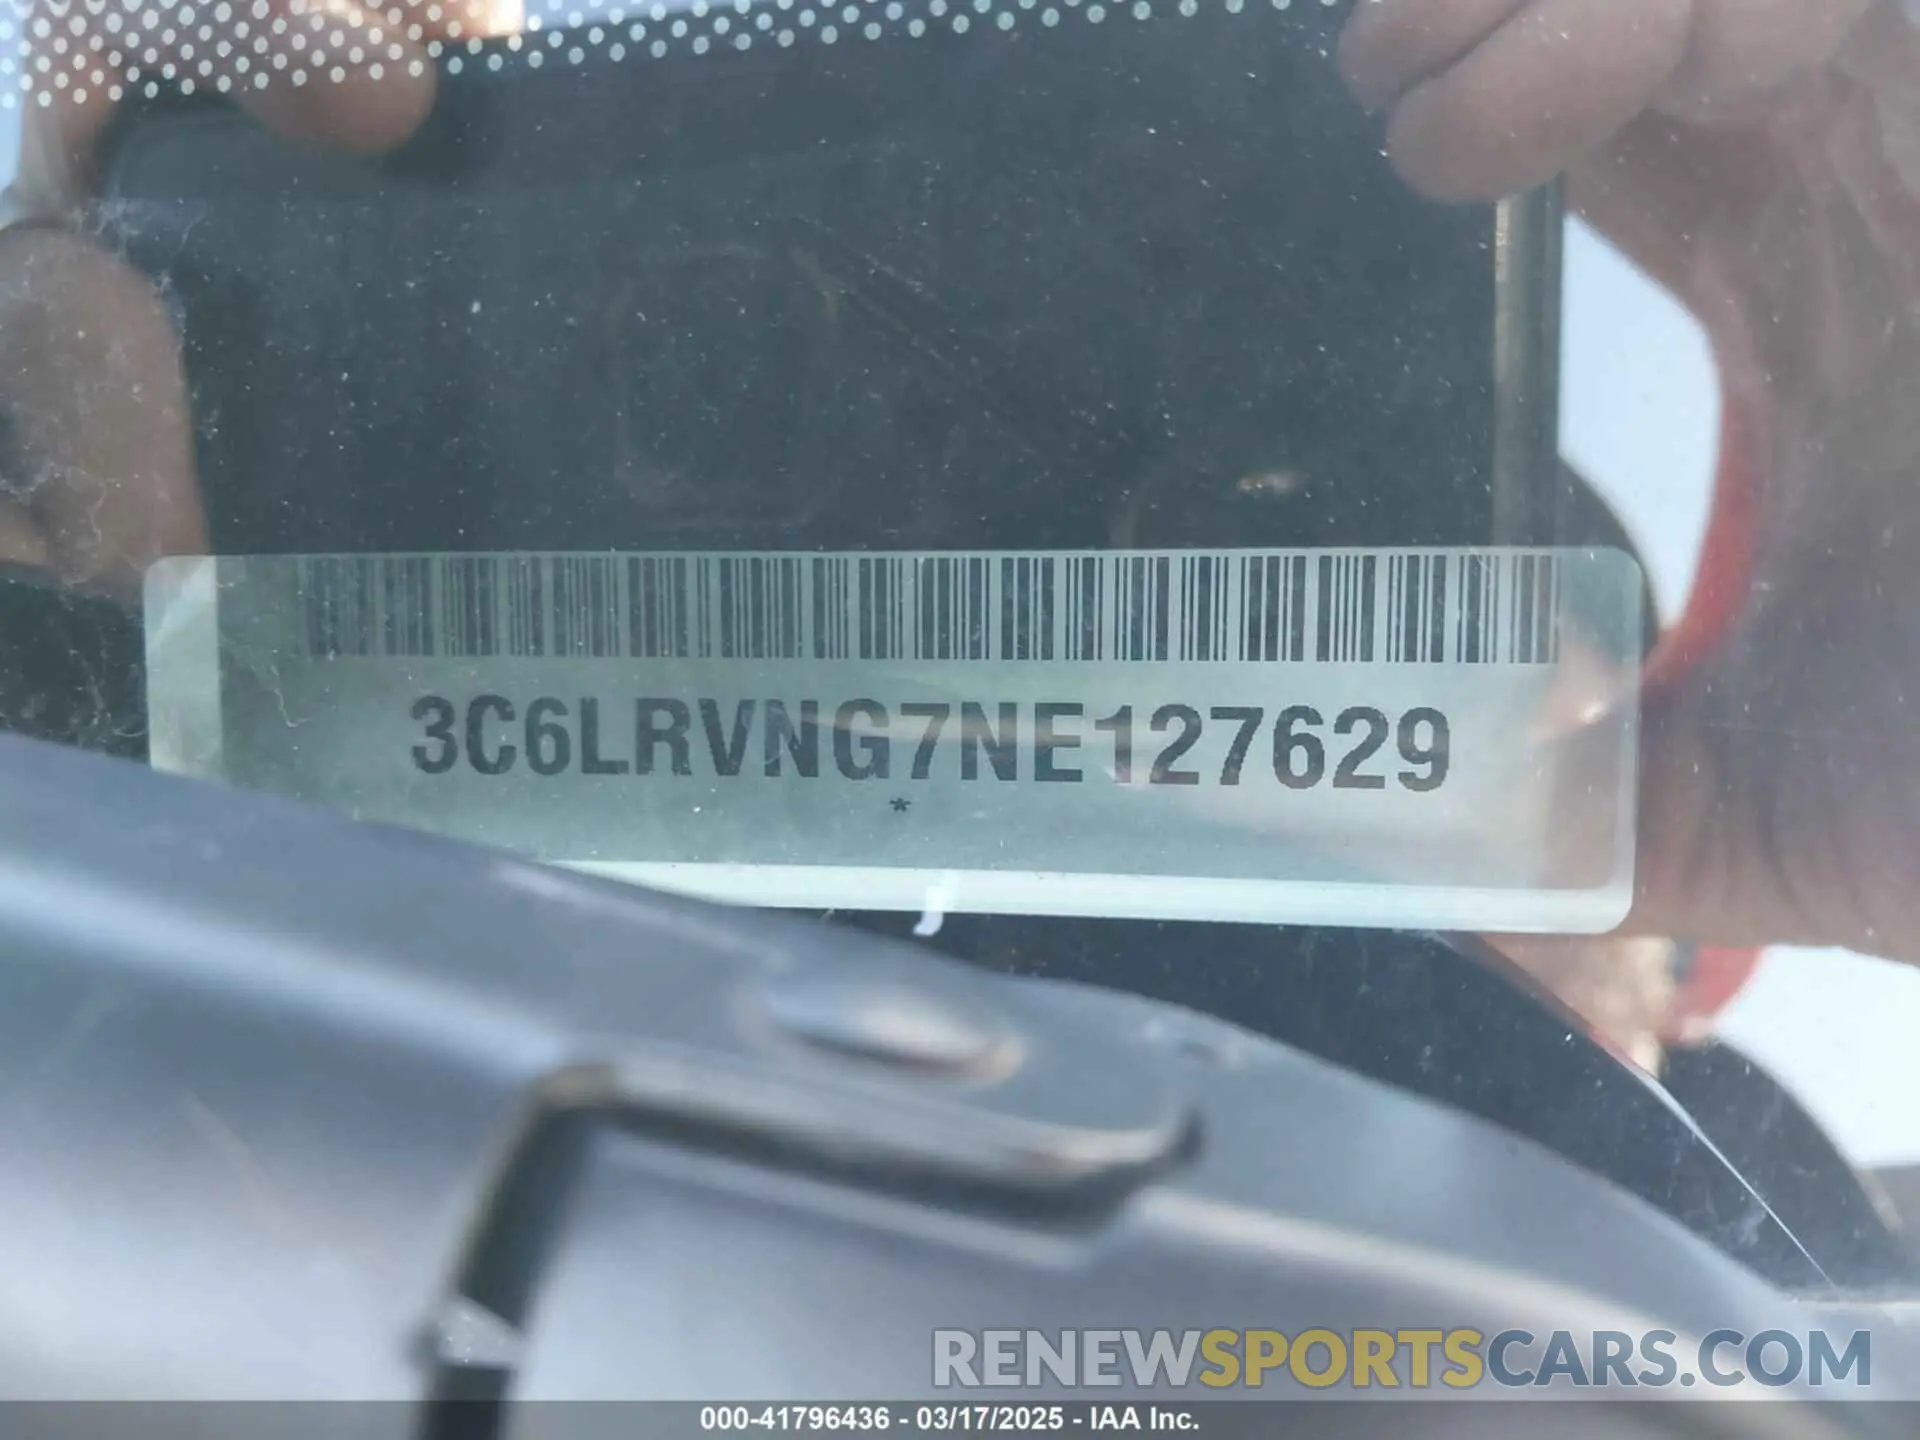 3C6LRVNG7NE127629
*
RENEWSPORTSCARS.COM
000-41796436 - 03/17/2025 - IAA Inc.